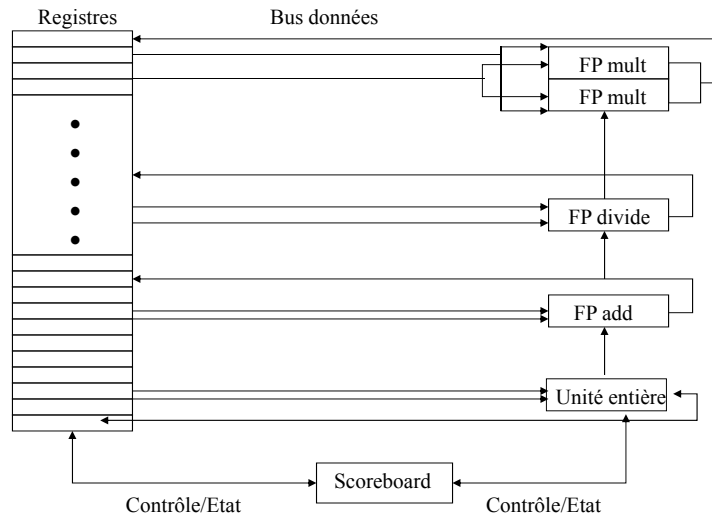 Registres
Bus données
FP mult
FP mult
FP divide
FP add
Unité entière
Scoreboard
Contrôle/Etat
Contrôle/Etat